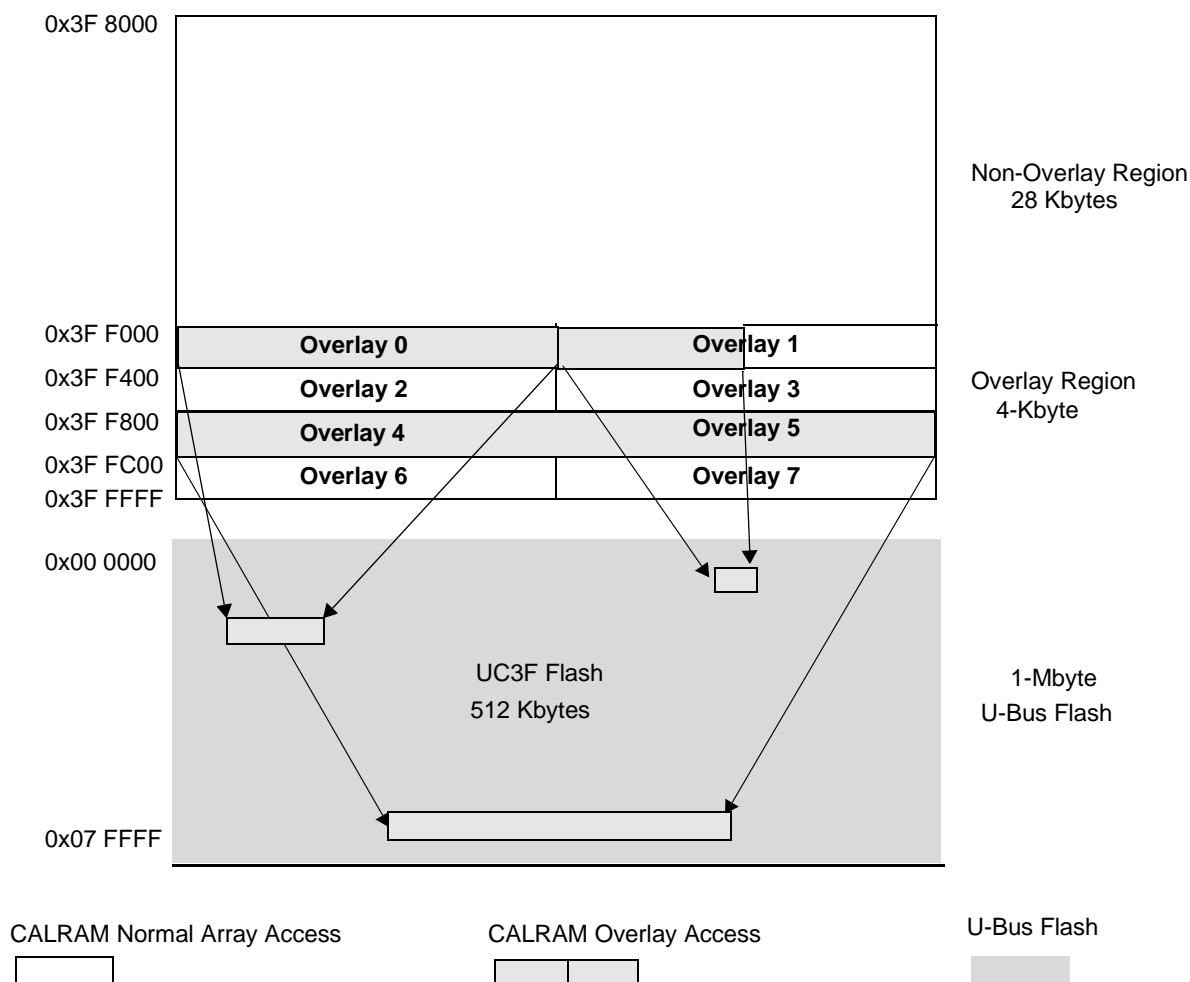 0x3F 8000
Non-Overlay Region
28 Kbytes
0x3F F000
Overlay 0
Overlay 1
0x3F F400
Overlay 2
Overlay 3
Overlay Region
4-Kbyte
0x3F F800
Overlay 4
Overlay 5
0x3F FC00
Overlay 6
Overlay 7
0x3F FFFF
0x00 0000
UC3F Flash
512 Kbytes
1-Mbyte
U-Bus Flash
0x07 FFFF
CALRAM Normal Array Access
CALRAM Overlay Access
U-Bus Flash